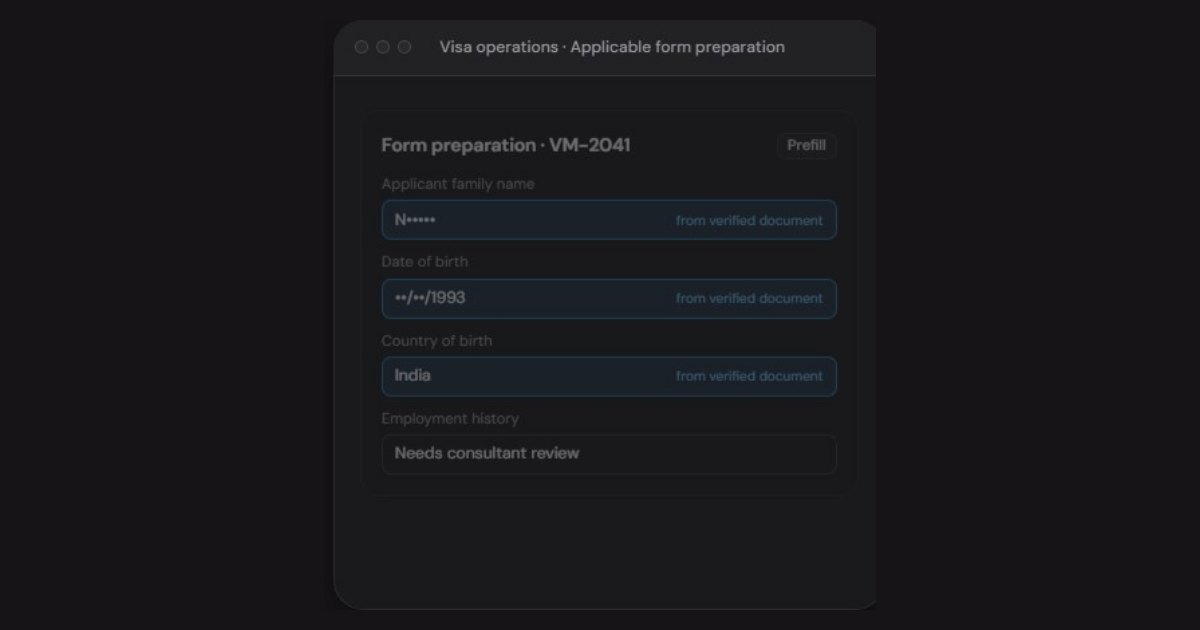 Visa operations · Applicable form preparation
Form preparation · VM-2041
Prefill
Applicant family name
N•••••
from verified document
Date of birth
••/••/1993
from verified document
Country of birth
India
from verified document
Employment history
Needs consultant review